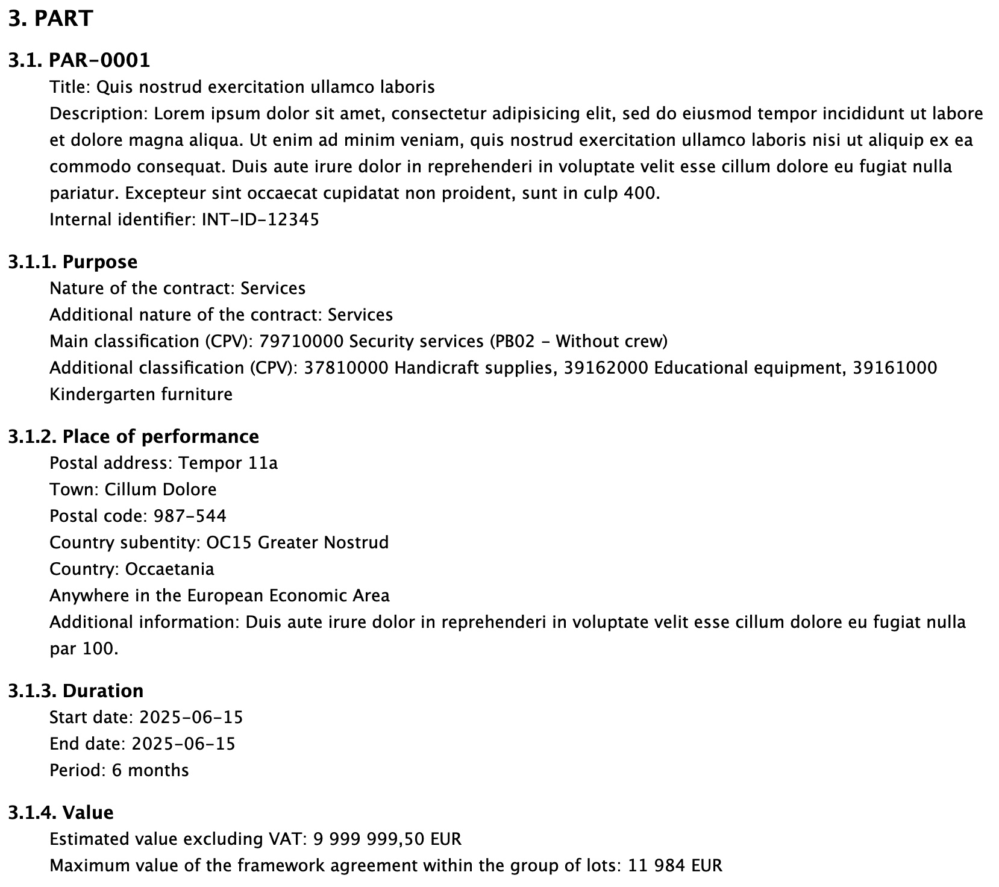 3. PART
3.1. PAR-0001
Title: Quis nostrud exercitation ullamco laboris
Description: Lorem ipsum dolor sit amet, consectetur adipisicing elit, sed do eiusmod tempor incididunt ut labore
et dolore magna aliqua. Ut enim ad minim veniam, quis nostrud exercitation ullamco laboris nisi ut aliquip ex ea
commodo consequat. Duis aute irure dolor in reprehenderi in voluptate velit esse cillum dolore eu fugiat nulla
pariatur. Excepteur sint occaecat cupidatat non proident, sunt in culp 400.
Internal identifier: INT-ID-12345
3.1.1. Purpose
Nature of the contract: Services
Additional nature of the contract: Services
Main classification (CPV): 79710000 Security services (PB02 - Without crew)
Additional classification (CPV): 37810000 Handicraft supplies, 39162000 Educational equipment, 39161000
Kindergarten furniture
3.1.2. Place of performance
Postal address: Tempor 11a
Town: Cillum Dolore
Postal code: 987-544
Country subentity: OC15 Greater Nostrud
Country: Occaetania
Anywhere in the European Economic Area
Additional information: Duis aute irure dolor in reprehenderi in voluptate velit esse cillum dolore eu fugiat nulla
par 100.
3.1.3. Duration
Start date: 2025-06-15
End date: 2025-06-15
Period: 6 months
3.1.4. Value
Estimated value excluding VAT: 9 999 999,50 EUR
Maximum value of the framework agreement within the group of lots: 11 984 EUR